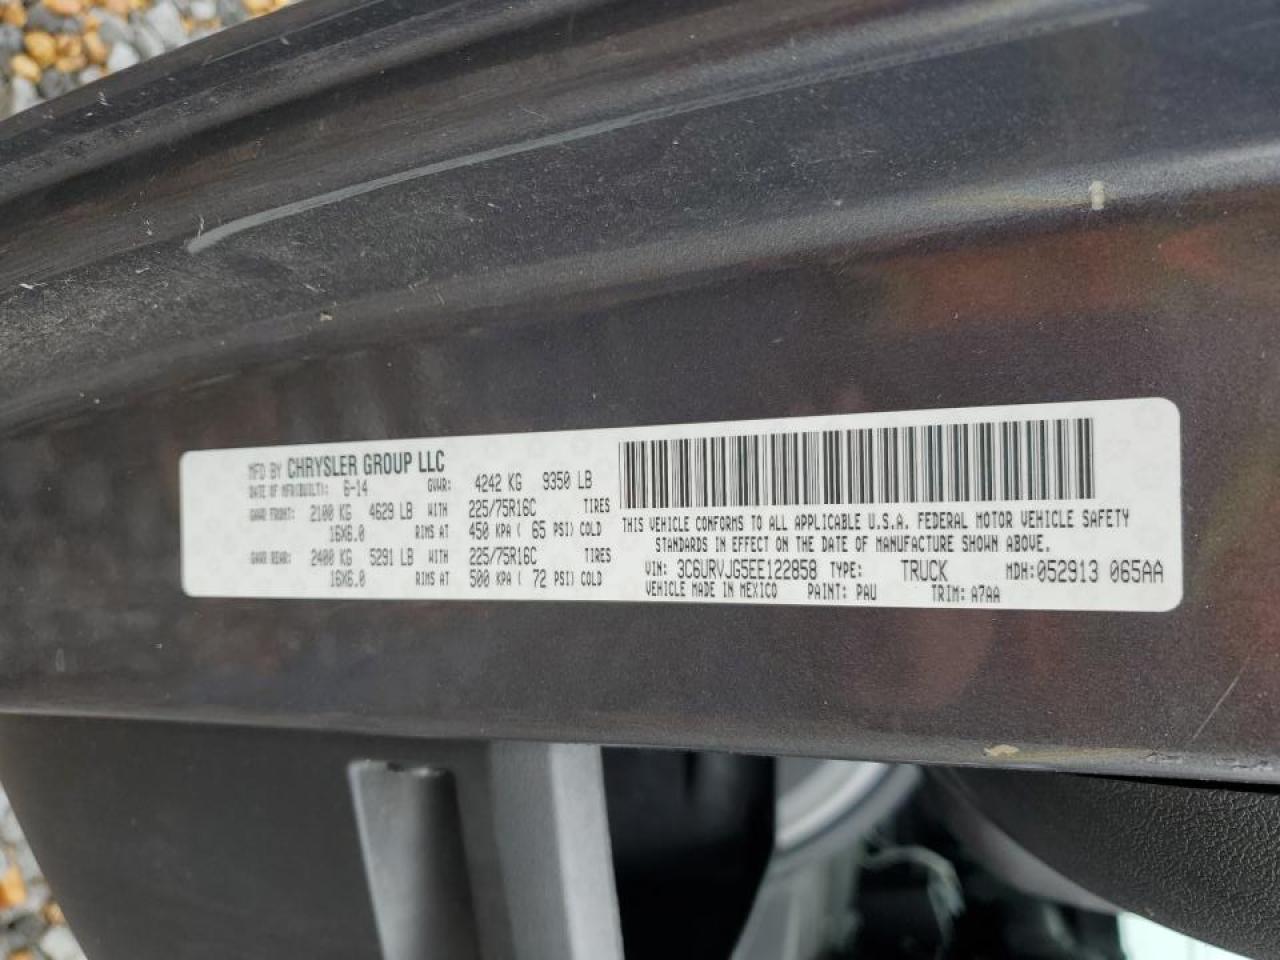 MFD BY CHRYSLER GROUP LLC
DATE OF MFR(BUILT): 6-14 GVWR: 4242 KG 9350 LB
GAWR FRONT: 2100 KG 4629 LB WITH 225/75R16C TIRES
16X6.0 RIMS AT 450 KPA ( 65 PSI) COLD
GAWR REAR: 2400 KG 5291 LB WITH 225/75R16C TIRES
16X6.0 RIMS AT 500 KPA ( 72 PSI) COLD
THIS VEHICLE CONFORMS TO ALL APPLICABLE U.S.A. FEDERAL MOTOR VEHICLE SAFETY
STANDARDS IN EFFECT ON THE DATE OF MANUFACTURE SHOWN ABOVE.
VIN: 3C6URVJG5EE122858 TYPE: TRUCK MDH:052913 065AA
VEHICLE MADE IN MEXICO PAINT: PAU TRIM: A7AA